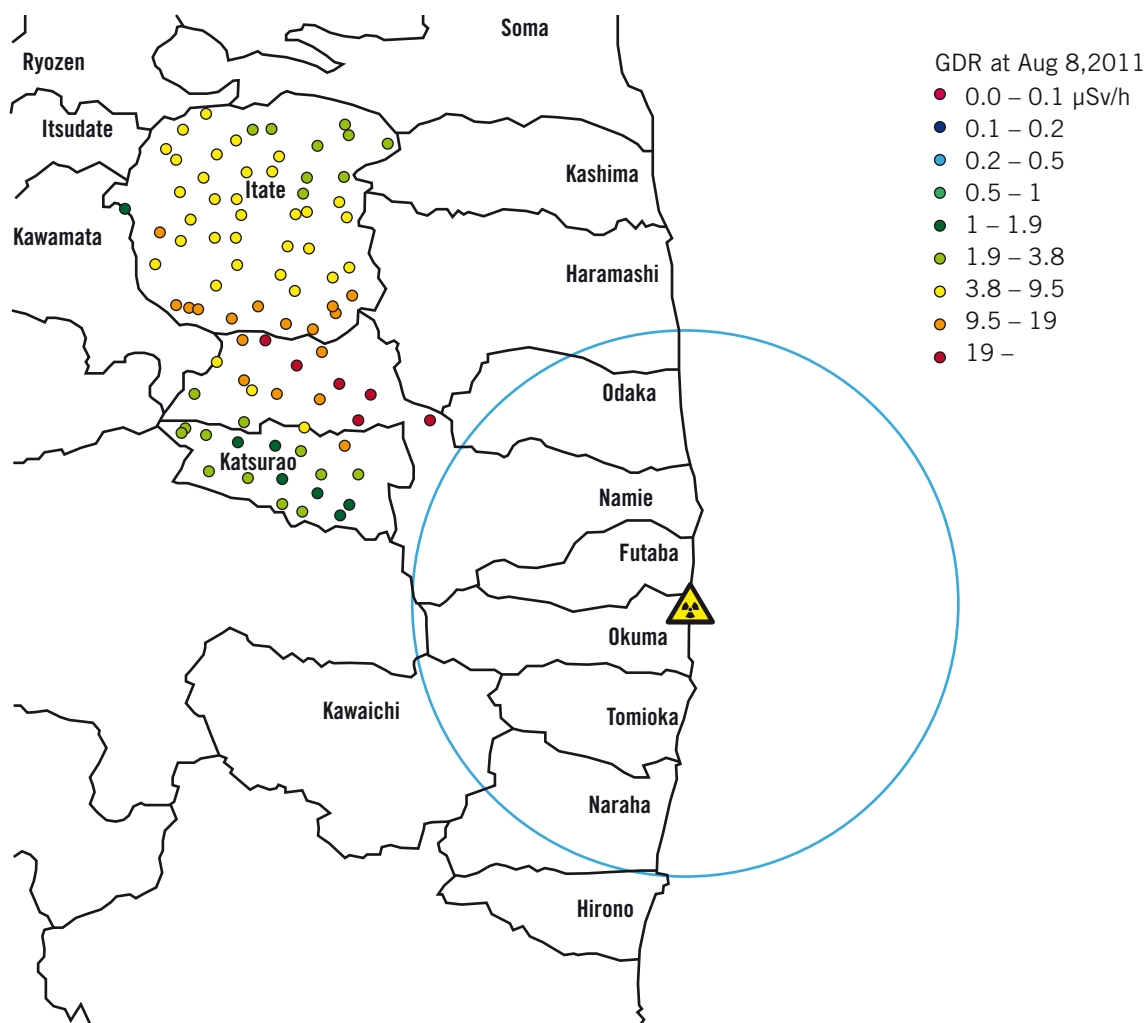 Soma
Ryozen
Itsudate
Kashima
Itate
Kawamata
Haramashi
Odaka
Katsurao
Namie
Futaba
Okuma
Kawaichi
Tomioka
Naraha
Hirono
GDR at Aug 8,2011
0.0 – 0.1 µSv/h
0.1 – 0.2
0.2 – 0.5
0.5 – 1
1 – 1.9
1.9 – 3.8
3.8 – 9.5
9.5 – 19
19 –